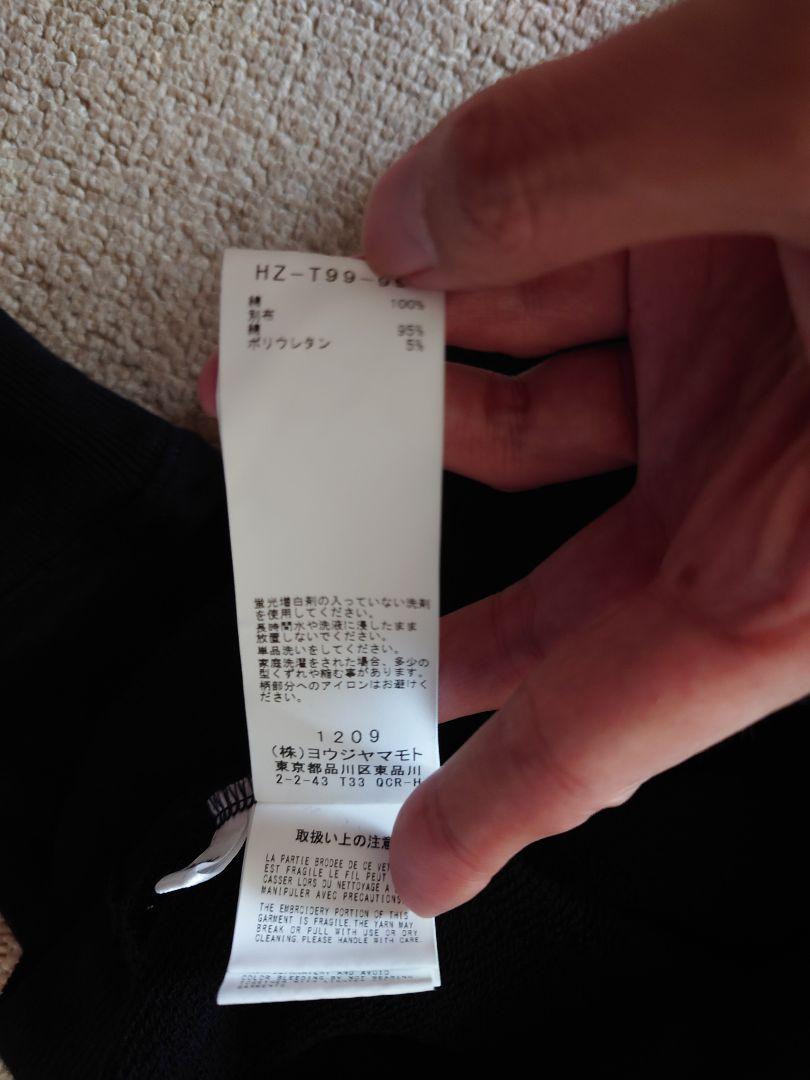 HZ-T99-
綿 100%
別布
綿 95%
ポリウレタン 5%
蛍光増白剤の入っていない洗剤
を使用してください。
長時間水や洗液に浸したまま
放置しないでください。
単品洗いをしてください。
家庭洗濯をされた場合、多少の
型くずれや縮む事があります。
柄部分へのアイロンはお避けく
ださい。
1209
(株)ヨウジヤマモト
東京都品川区東品川
2-2-43 T33 QCR-H
取扱い上の注意
LA PARTIE BRODEE DE CE
EST FRAGILE LE FIL PEUT
CASSER LORS DU NETTOYAGE A
MANIPULER AVEC PRECAUTIONS
THE EMBROIDERY PORTION OF THIS
GARMENT IS FRAGILE.THE YARN MAY
BREAK OR PULL WITH USE OR DRY
CLEANING.PLEASE HANDLE WITH CARE.
AND AVOID
COLOR BLEEDING BY NOT WEARING